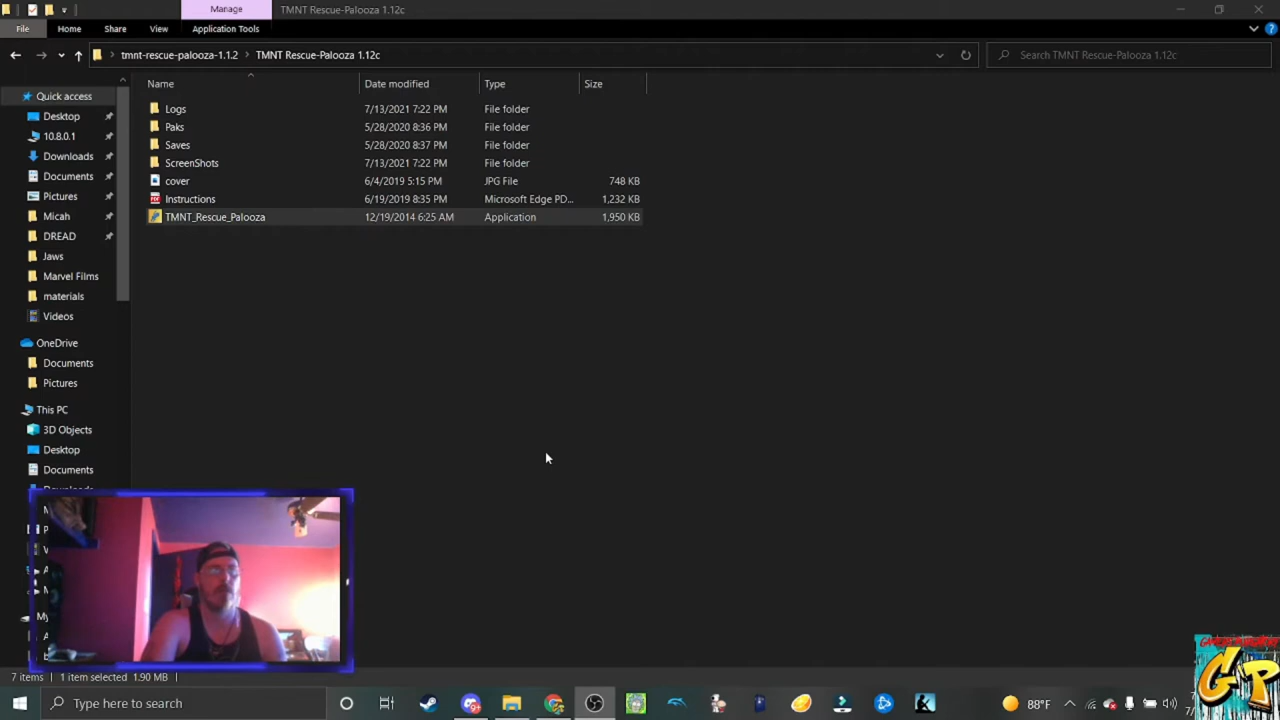 Manage
TMNT Rescue-Palooza 1.12c
File
Home
Share
View
Application Tools
tmnt-rescue-palooza-1.1.2 > TMNT Rescue-Palooza 1.12c
Search TMNT Rescue-Palooza 1.12c
Name Date modified Type Size
Quick access
Desktop
10.8.0.1
Downloads
Documents
Pictures
Micah
DREAD
Jaws
Marvel Films
materials
Videos
OneDrive
Documents
Pictures
This PC
3D Objects
Desktop
Documents
Logs 7/13/2021 7:22 PM File folder
Paks 5/28/2020 8:36 PM File folder
Saves 5/28/2020 8:37 PM File folder
ScreenShots 7/13/2021 7:22 PM File folder
cover 6/4/2019 5:15 PM JPG File 748 KB
Instructions 6/19/2019 8:35 PM Microsoft Edge PD... 1,232 KB
TMNT_Rescue_Palooza 12/19/2014 6:25 AM Application 1,950 KB
7 items
1 item selected 1.90 MB
Type here to search
88°F
GP